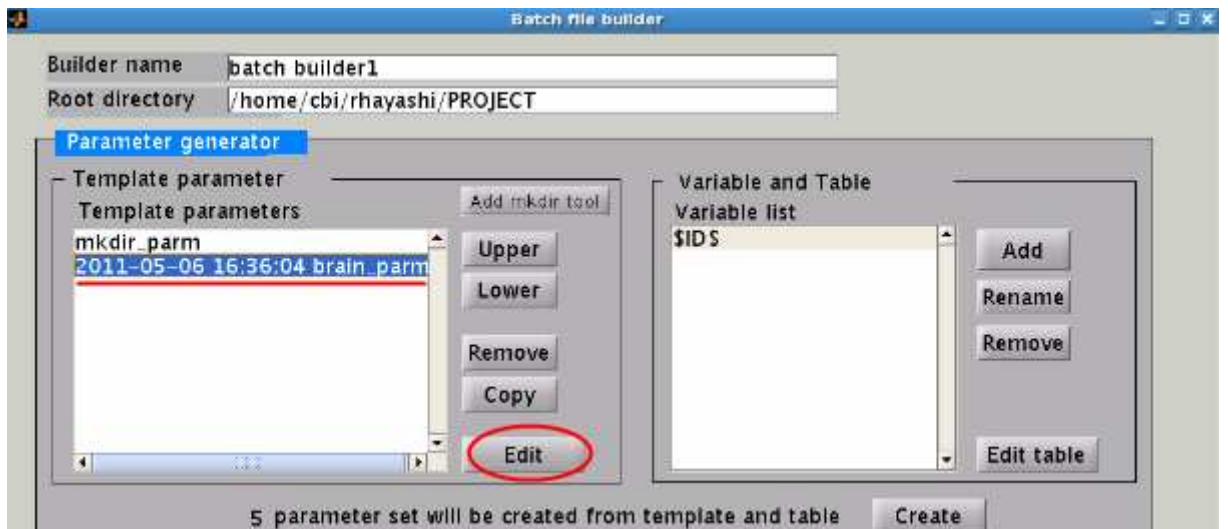 Batch file builder
Builder name batch builder1
Root directory /home/cbi/rhayashi/PROJECT
Parameter generator
Template parameter
Template parameters
Add mkdir tool
mkdir_parm
2011-05-06 16:36:04 brain_parm
Upper
Lower
Remove
Copy
Edit
Variable and Table
Variable list
$ID$
Add
Rename
Remove
Edit table
5 parameter set will be created from template and table Create